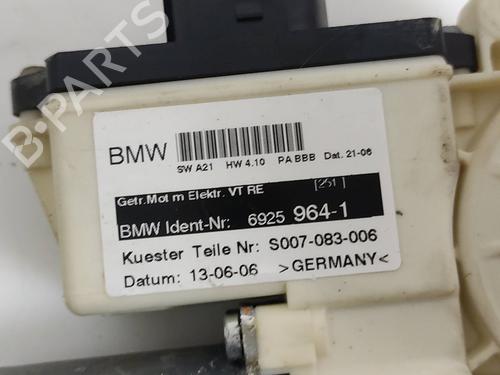 BMW
SW A21 HW 4.10 PA BBB Dat. 21-06
Getr.Mot m Elektr. VT RE [251]
BMW Ident-Nr: 6925 964-1
Kuester Teile Nr: S007-083-006
Datum: 13-06-06 >GERMANY<
B-PARTS